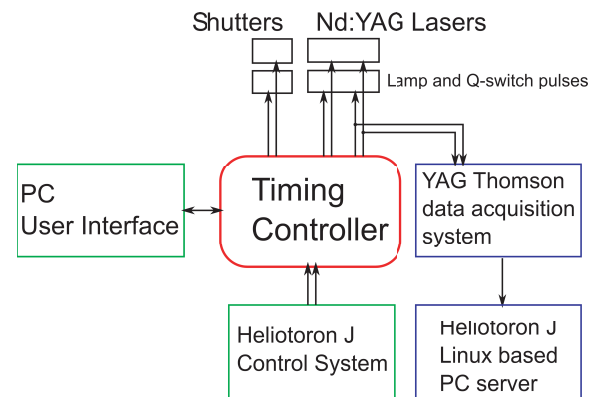 Shutters
Nd:YAG Lasers
Lamp and Q-switch pulses
PC
User Interface
Timing
Controller
YAG Thomson
data acquisition
system
Heliotoron J
Control System
Heliotoron J
Linux based
PC server